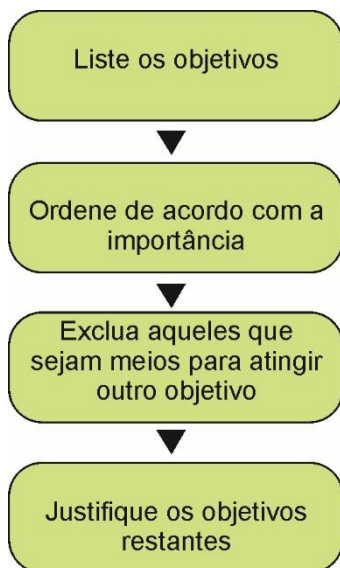 Liste os objetivos
Ordene de acordo com a
importância
Exclua aqueles que
sejam meios para atingir
outro objetivo
Justifique os objetivos
restantes